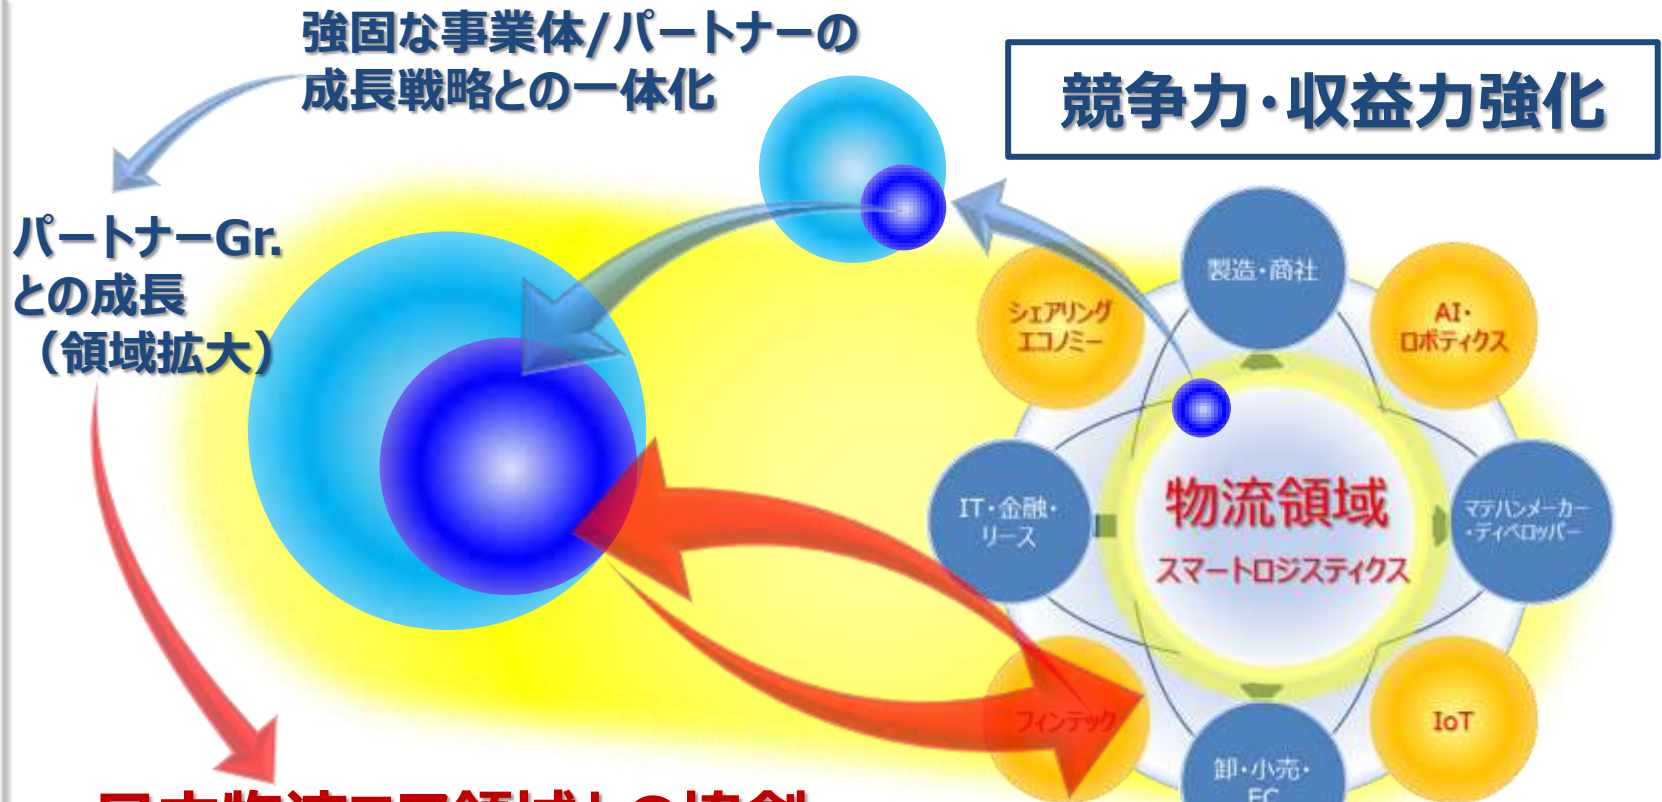 強固な事業体/パートナーの
成長戦略との一体化
競争力・収益力強化
パートナーGr.
との成長
（領域拡大）
製造・商社
シェアリング
エコノミー
AI・
ロボティクス
IT・金融・
リース
物流領域
スマートロジスティクス
マテハンメーカー
・ディベロッパー
フィンテック
IoT
卸・小売・
EC